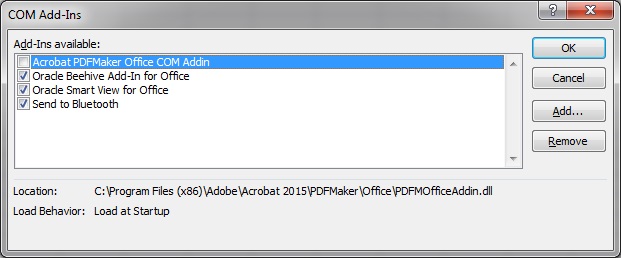 COM Add-Ins
Add-Ins available:
Acrobat PDFMaker Office COM Addin
Oracle Beehive Add-In for Office
Oracle Smart View for Office
Send to Bluetooth
OK
Cancel
Add...
Remove
Location: C:\Program Files (x86)\Adobe\Acrobat 2015\PDFMaker\Office\PDFMOfficeAddin.dll
Load Behavior: Load at Startup